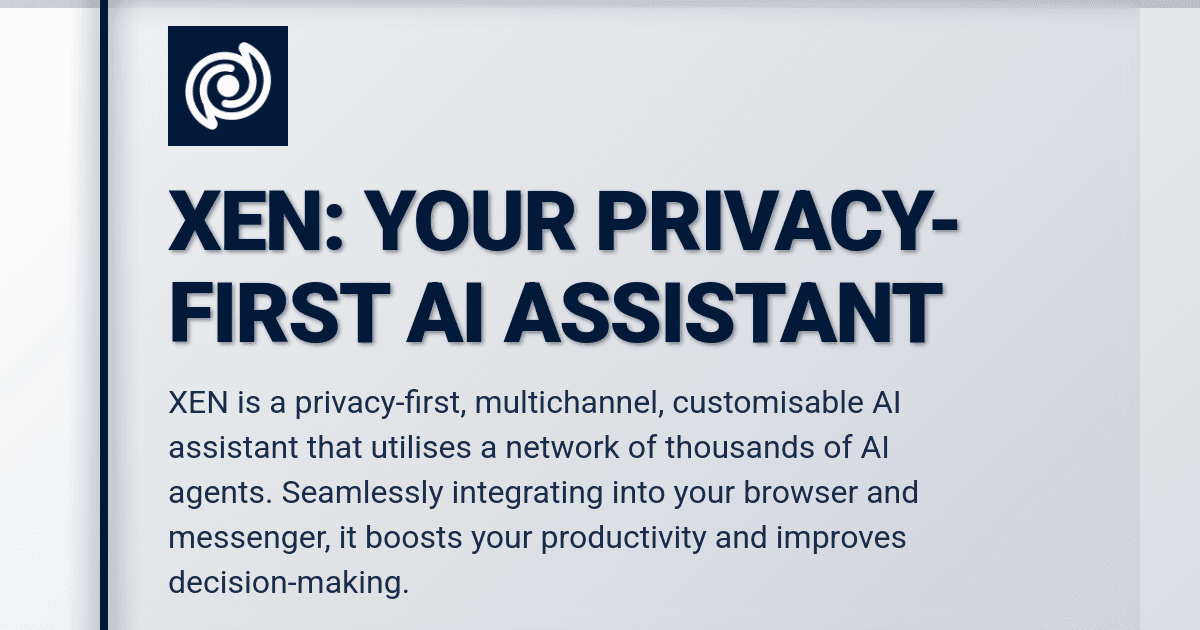 XEN: YOUR PRIVACY-
FIRST AI ASSISTANT
XEN is a privacy-first, multichannel, customisable AI
assistant that utilises a network of thousands of AI
agents. Seamlessly integrating into your browser and
messenger, it boosts your productivity and improves
decision-making.